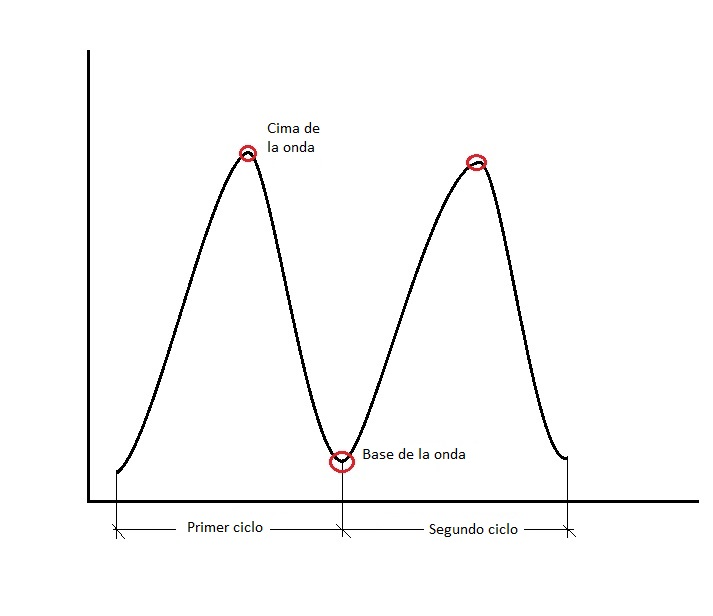 Cima de
la onda
Base de la onda
Primer ciclo
Segundo ciclo